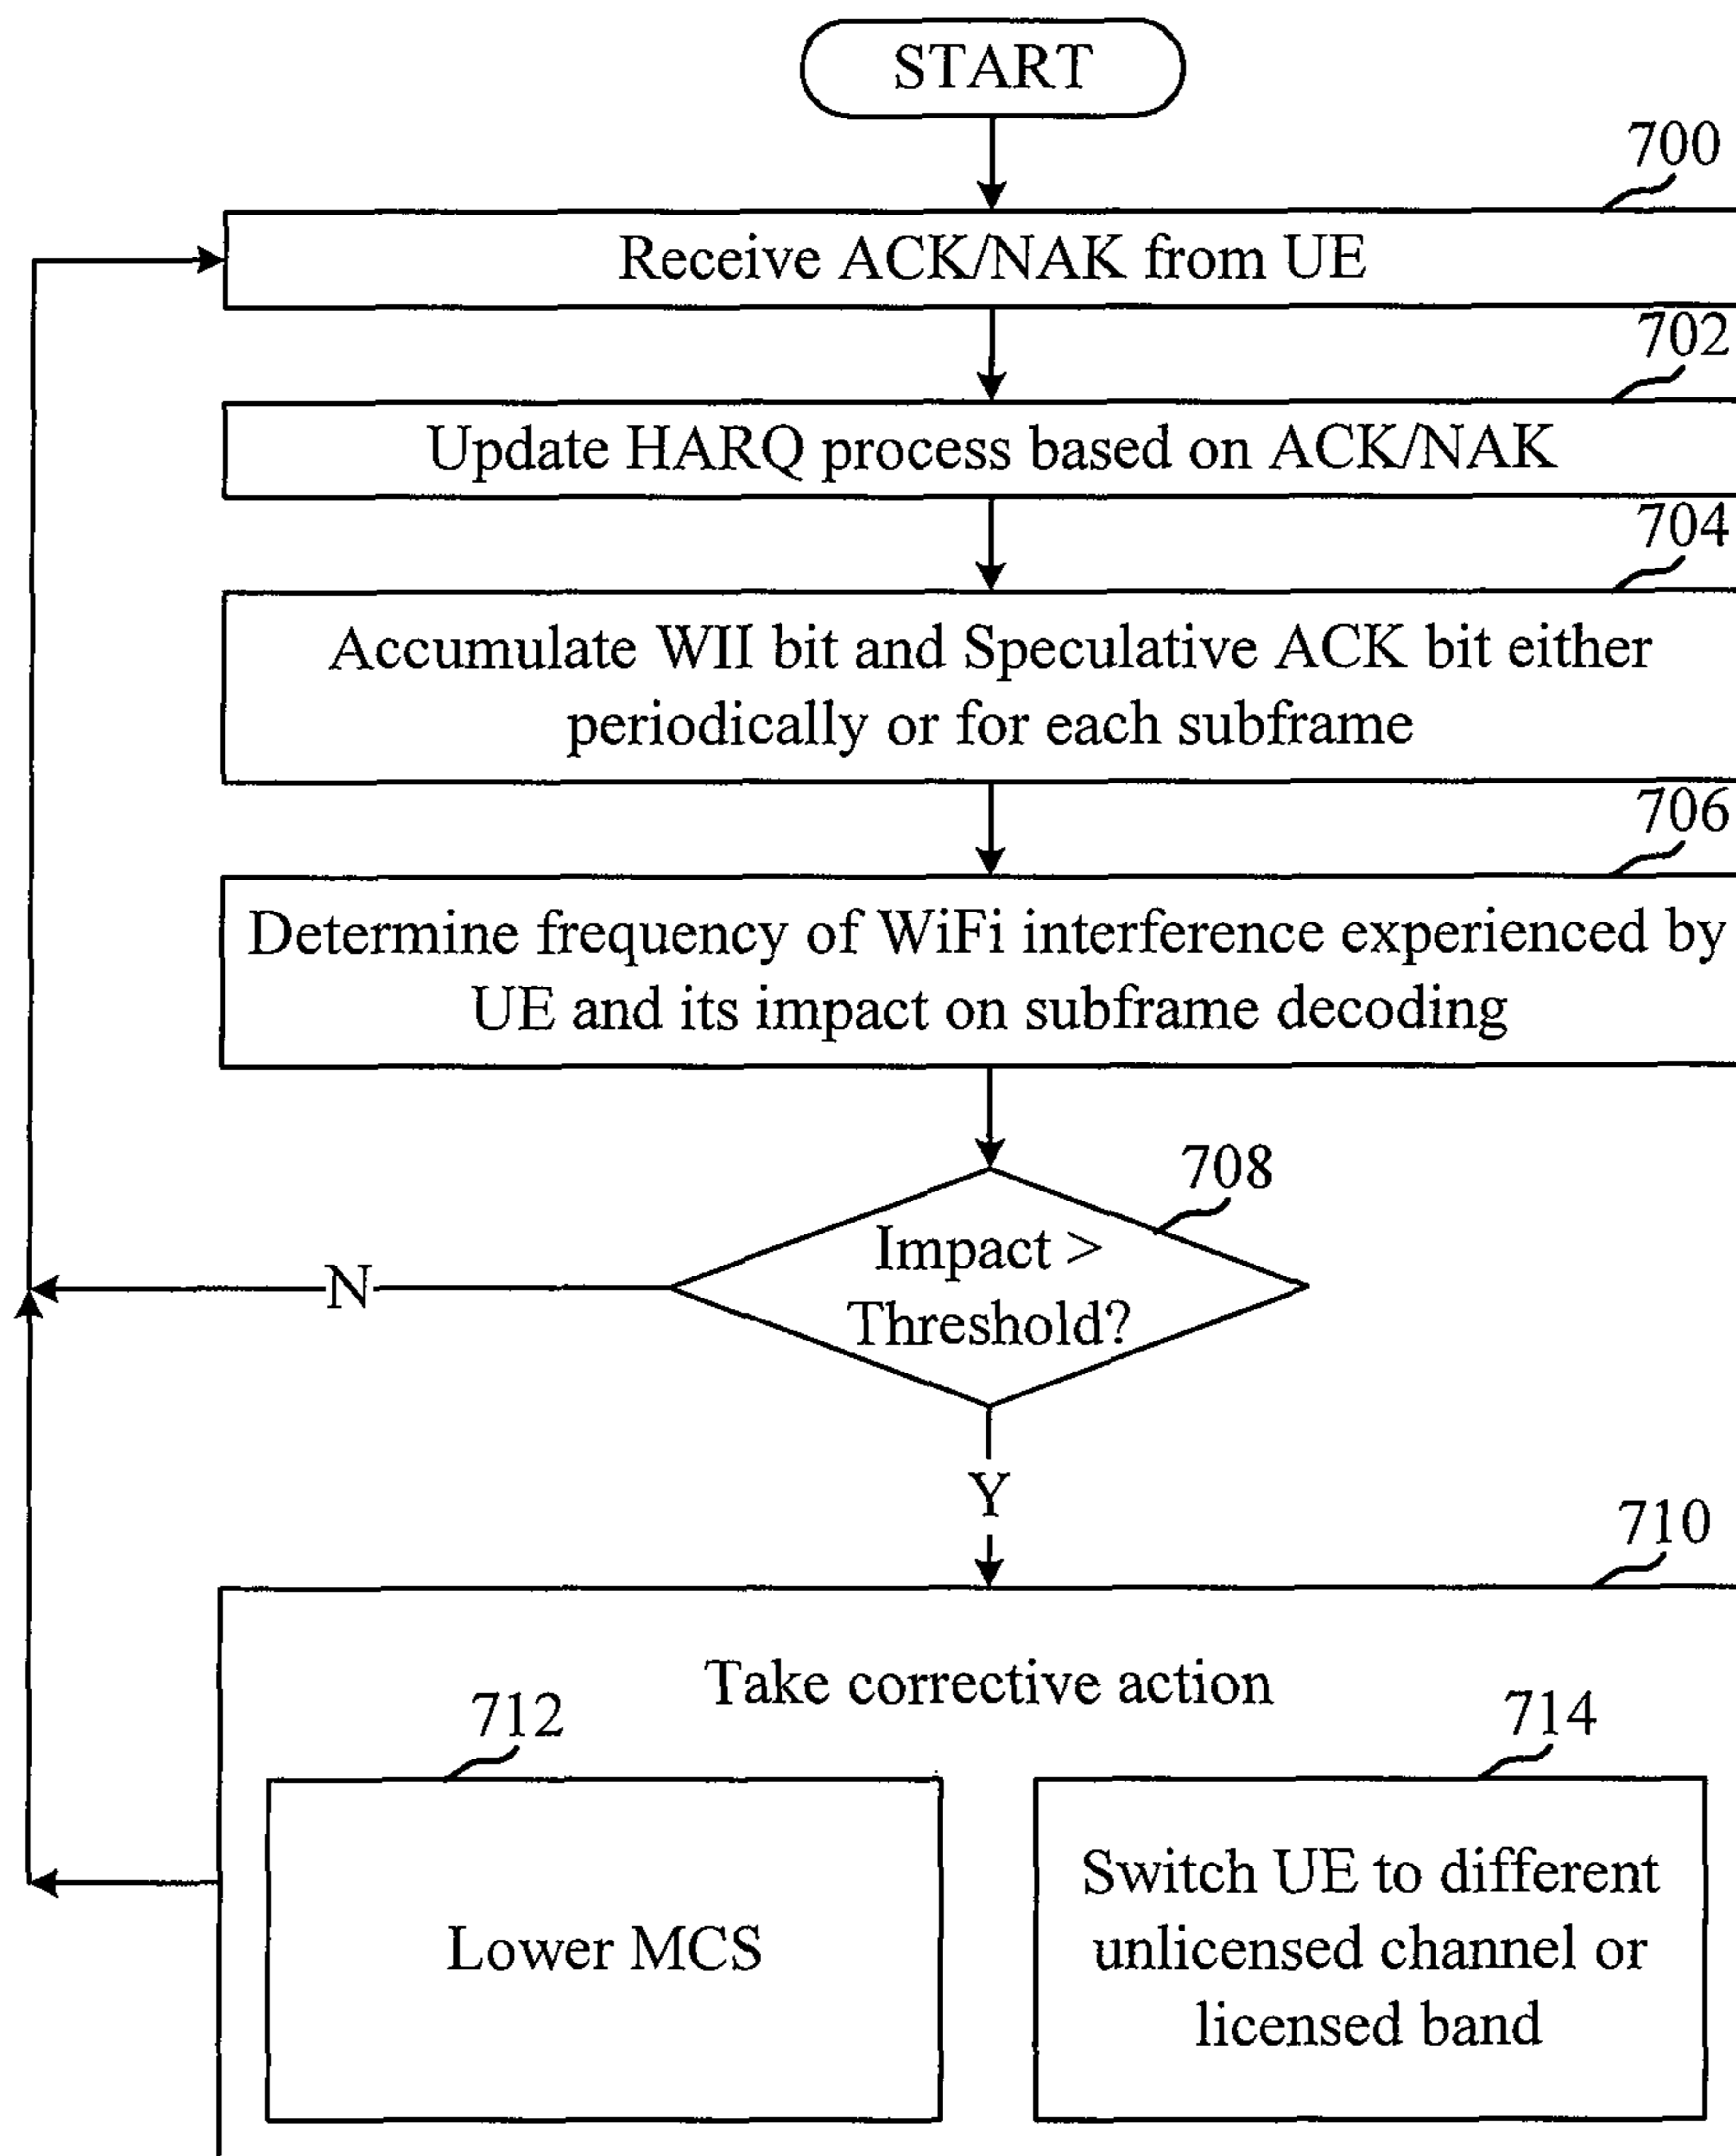 START
700
Receive ACK/NAK from UE
702
Update HARQ process based on ACK/NAK
704
Accumulate WII bit and Speculative ACK bit either
periodically or for each subframe
706
Determine frequency of WiFi interference experienced by
UE and its impact on subframe decoding
708
Impact >
Threshold?
N
Y
710
Take corrective action
712
714
Lower MCS
Switch UE to different
unlicensed channel or
licensed band